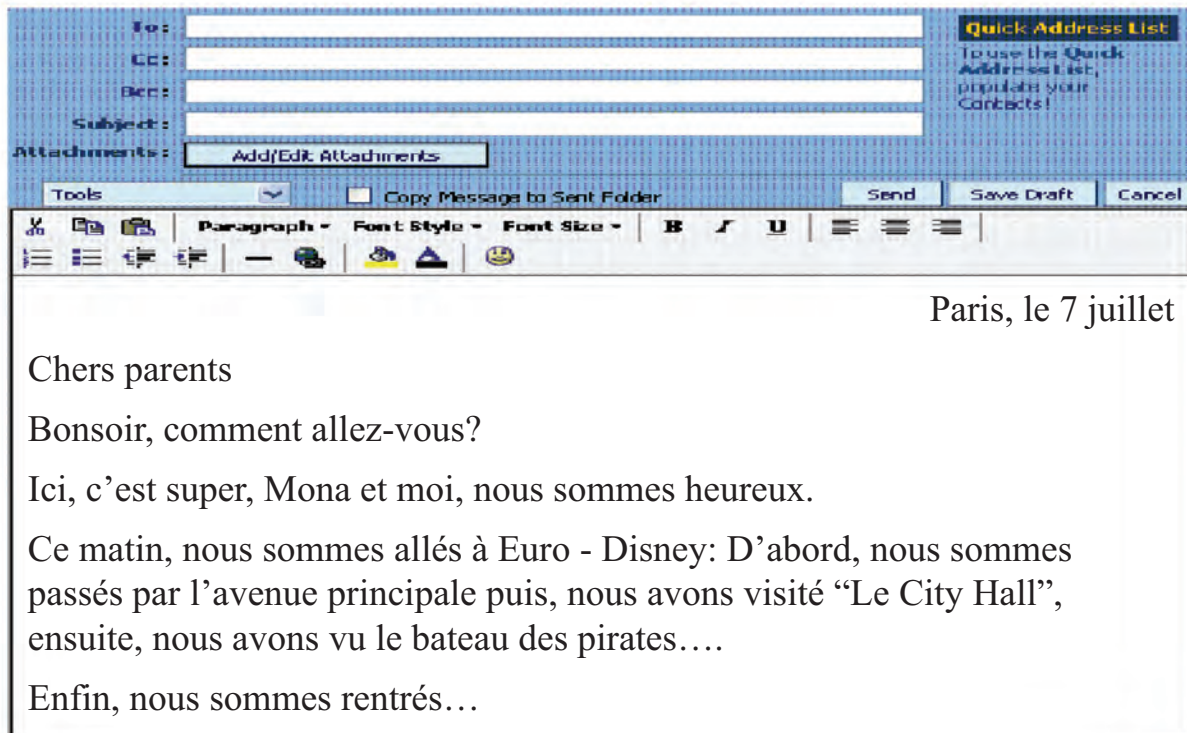 To:
Quick Address List
Cc:
To use the Quick
Address List,
populate your
Contacts!
Bcc:
Subject:
Attachments:
Add/Edit Attachments
Tools
Copy Message to Sent Folder
Send
Save Draft
Cancel
Paragraph
Font Style
Font Size
B I U
Paris, le 7 juillet
Chers parents
Bonsoir, comment allez-vous?
Ici, c’est super, Mona et moi, nous sommes heureux.
Ce matin, nous sommes allés à Euro - Disney: D’abord, nous sommes
passés par l’avenue principale puis, nous avons visité “Le City Hall”,
ensuite, nous avons vu le bateau des pirates….
Enfin, nous sommes rentrés…